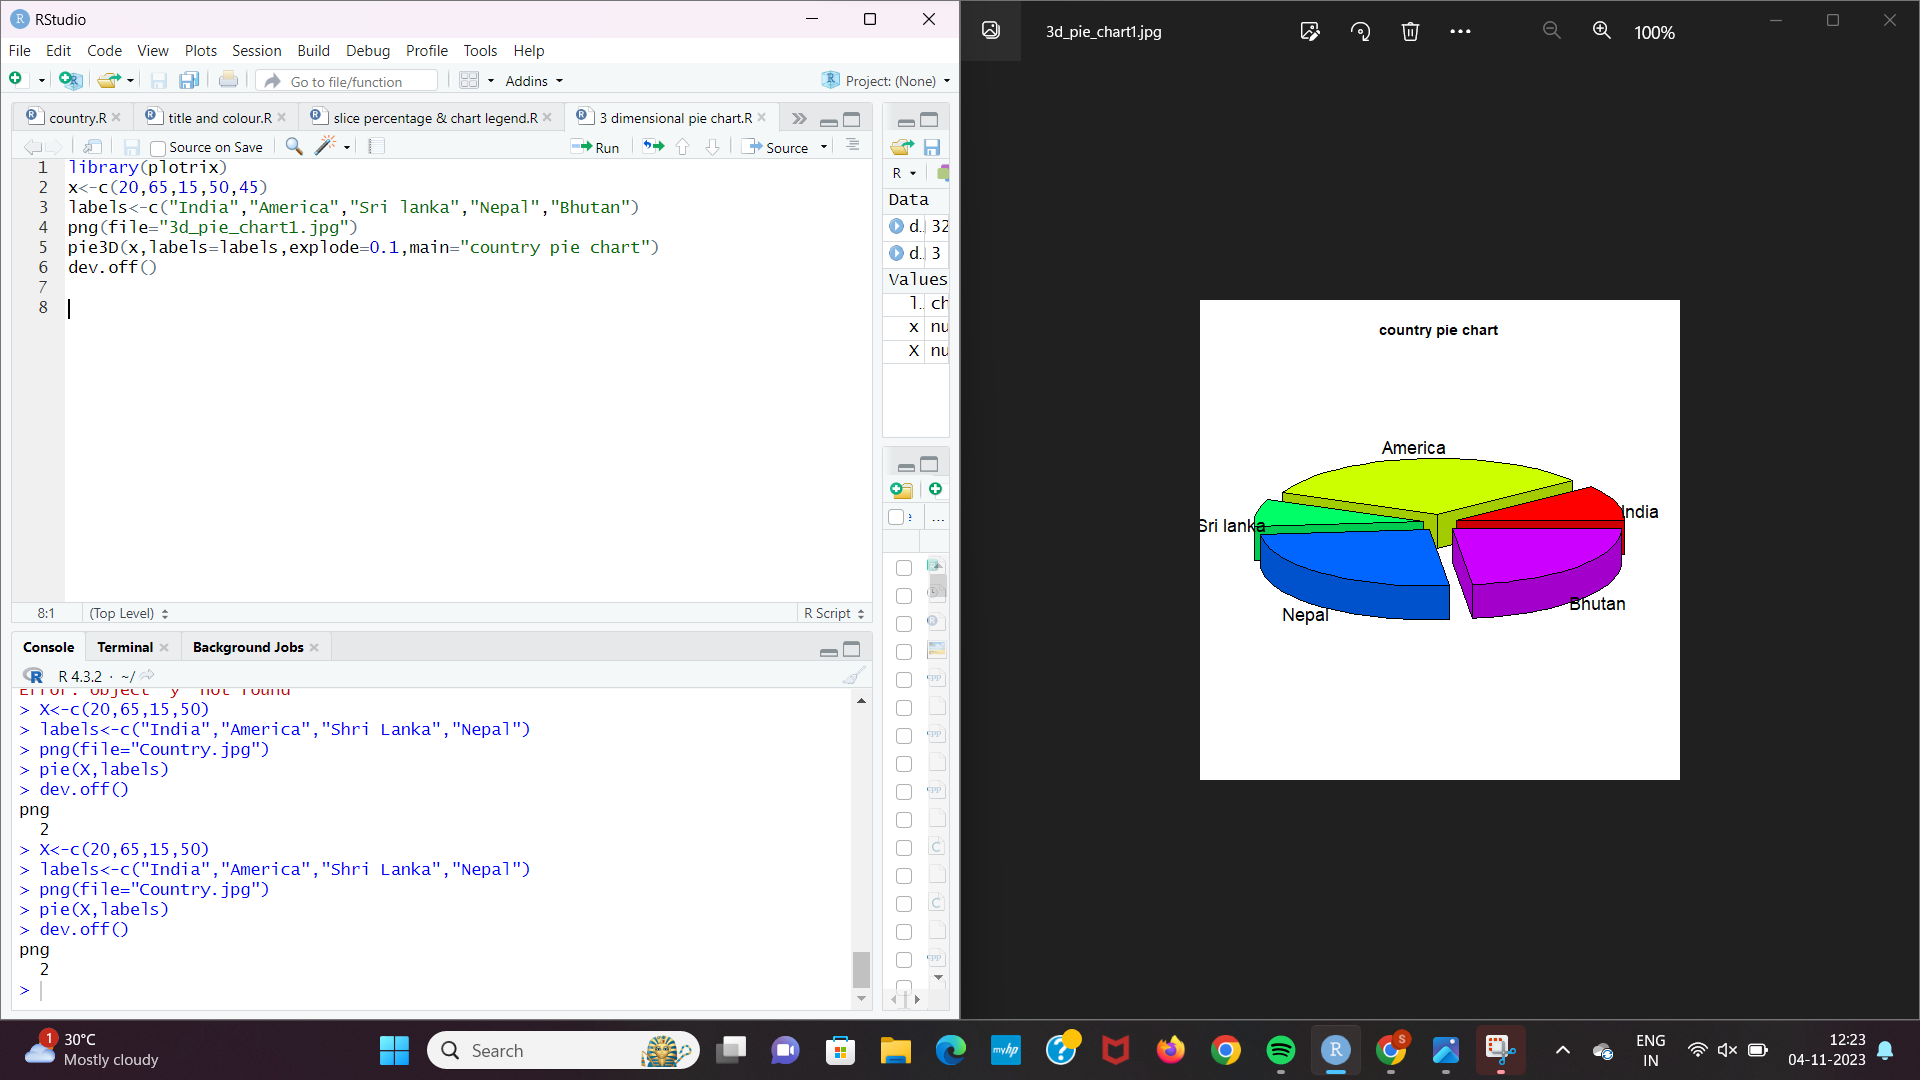 RStudio
File Edit Code View Plots Session Build Debug Profile Tools Help
Go to file/function
Addins
Project: (None)
country.R
title and colour.R
slice percentage & chart legend.R
3 dimensional pie chart.R
Source on Save
Run
Source
1 library(plotrix)
2 x<-c(20,65,15,50,45)
3 labels<-c("India","America","Sri lanka","Nepal","Bhutan")
4 png(file="3d_pie_chart1.jpg")
5 pie3D(x,labels=labels,explode=0.1,main="country pie chart")
6 dev.off()
7
8
8:1 (Top Level)
R Script
R
Data
d.. 32
d.. 3
Values
l.. ch
x nu
X nu
...
Console Terminal Background Jobs
R 4.3.2 · ~/
Error: object 'y' not found
> X<-c(20,65,15,50)
> labels<-c("India","America","Shri Lanka","Nepal")
> png(file="Country.jpg")
> pie(X,labels)
> dev.off()
png
2
> X<-c(20,65,15,50)
> labels<-c("India","America","Shri Lanka","Nepal")
> png(file="Country.jpg")
> pie(X,labels)
> dev.off()
png
2
>
3d_pie_chart1.jpg
100%
country pie chart
America
India
Sri lanka
Bhutan
Nepal
1
30°C
Mostly cloudy
Search
myhp
S
ENG
IN
12:23
04-11-2023